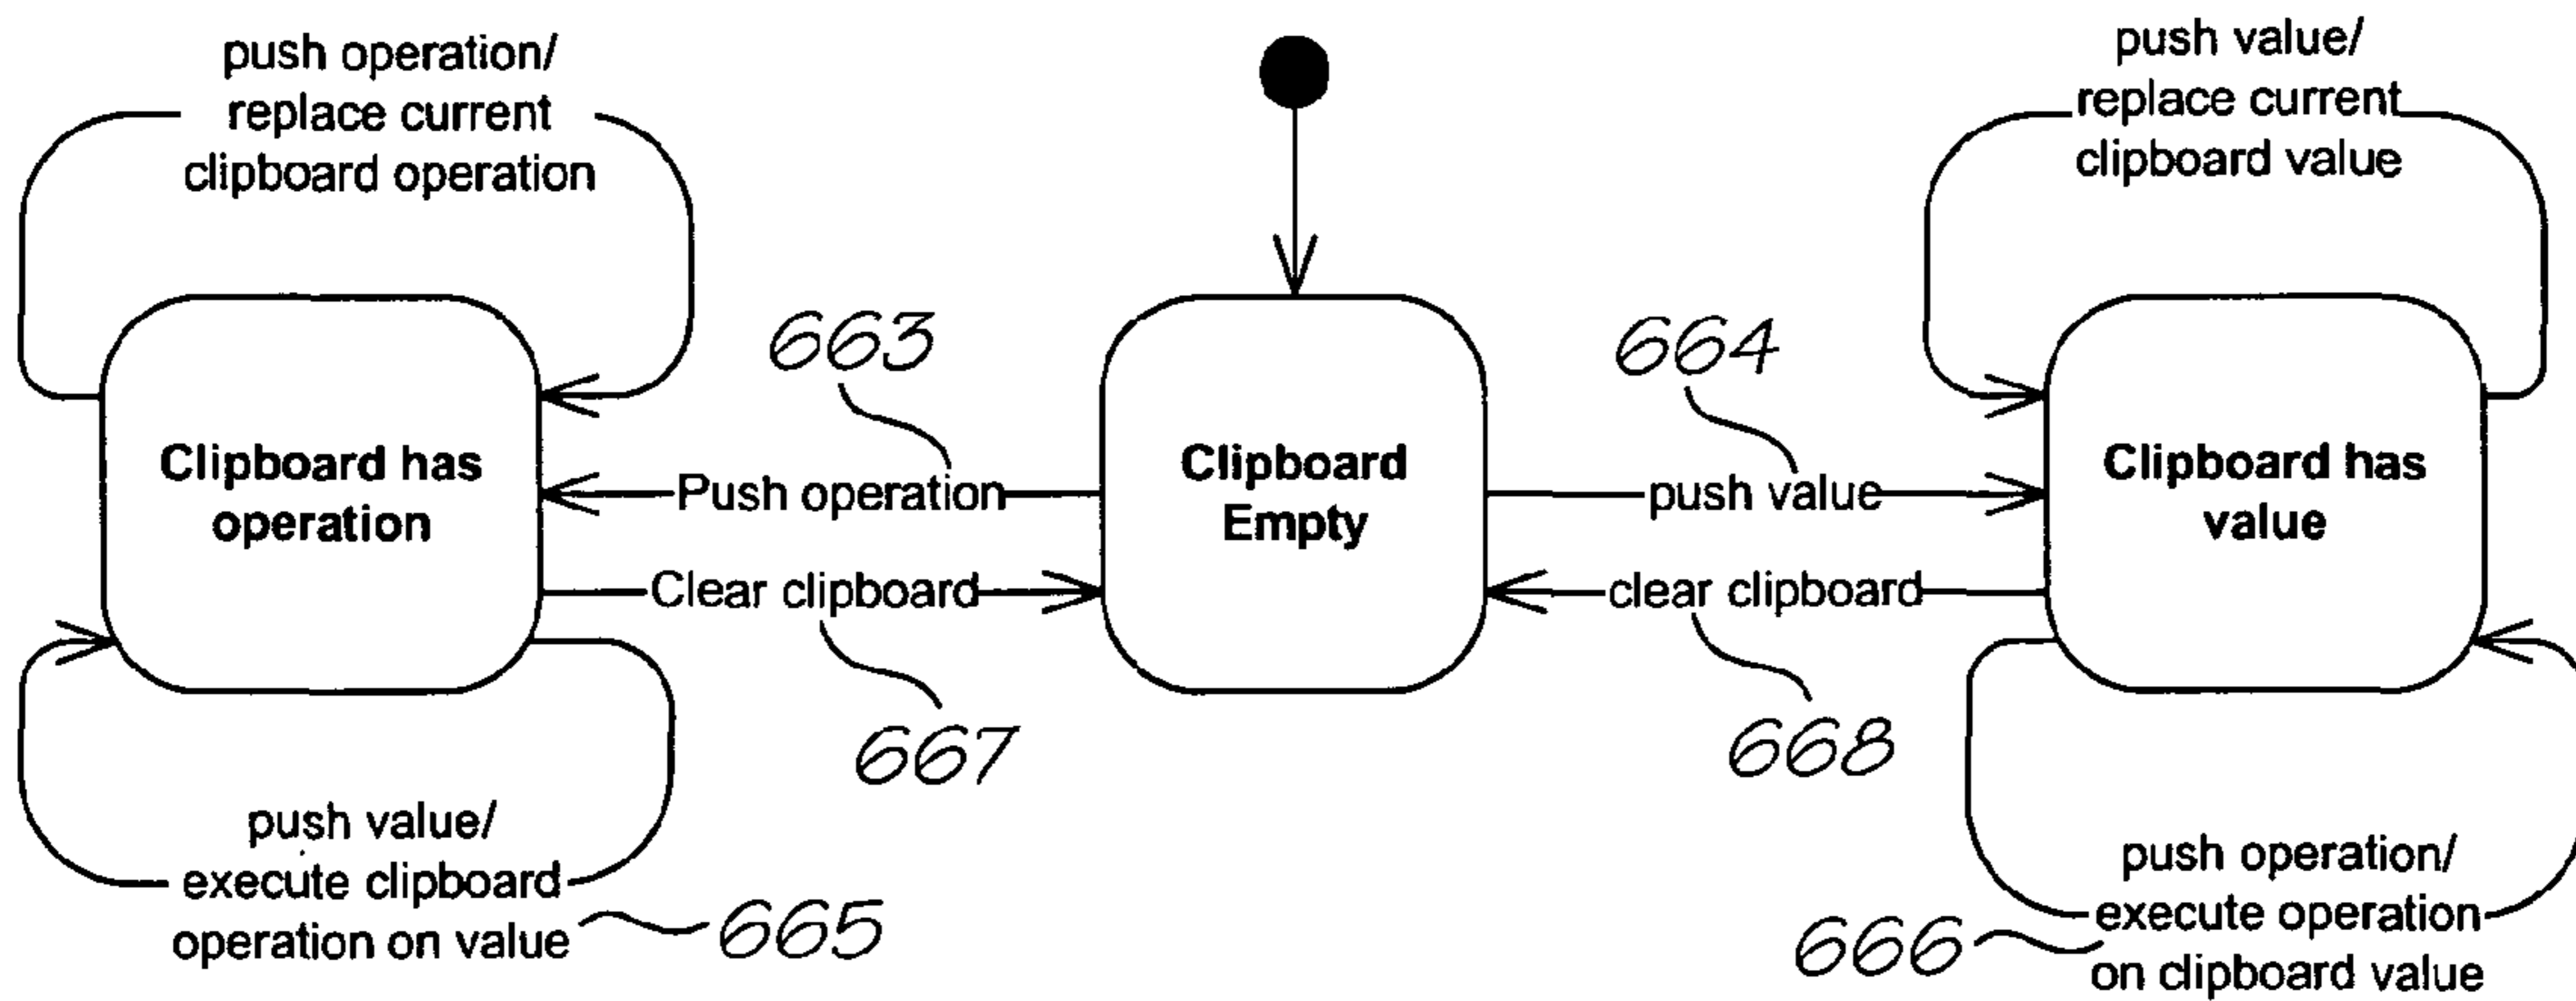 push operation/
replace current
clipboard operation
push value/
replace current
clipboard value
663
664
Clipboard has
operation
Push operation
Clipboard
Empty
push value
Clipboard has
value
Clear clipboard
clear clipboard
667
668
push value/
execute clipboard
operation on value
665
push operation/
execute operation
on clipboard value
666